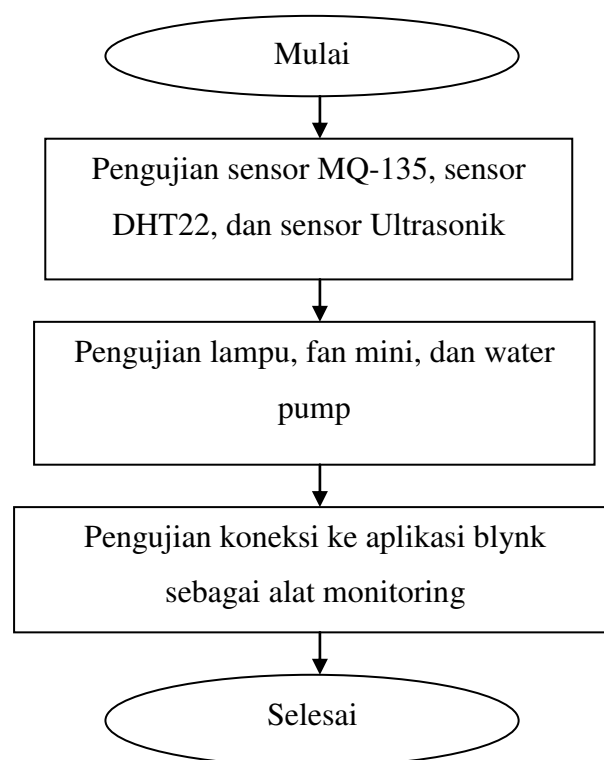 Mulai
Pengujian sensor MQ-135, sensor
DHT22, dan sensor Ultrasonik
Pengujian lampu, fan mini, dan water
pump
Pengujian koneksi ke aplikasi blynk
sebagai alat monitoring
Selesai